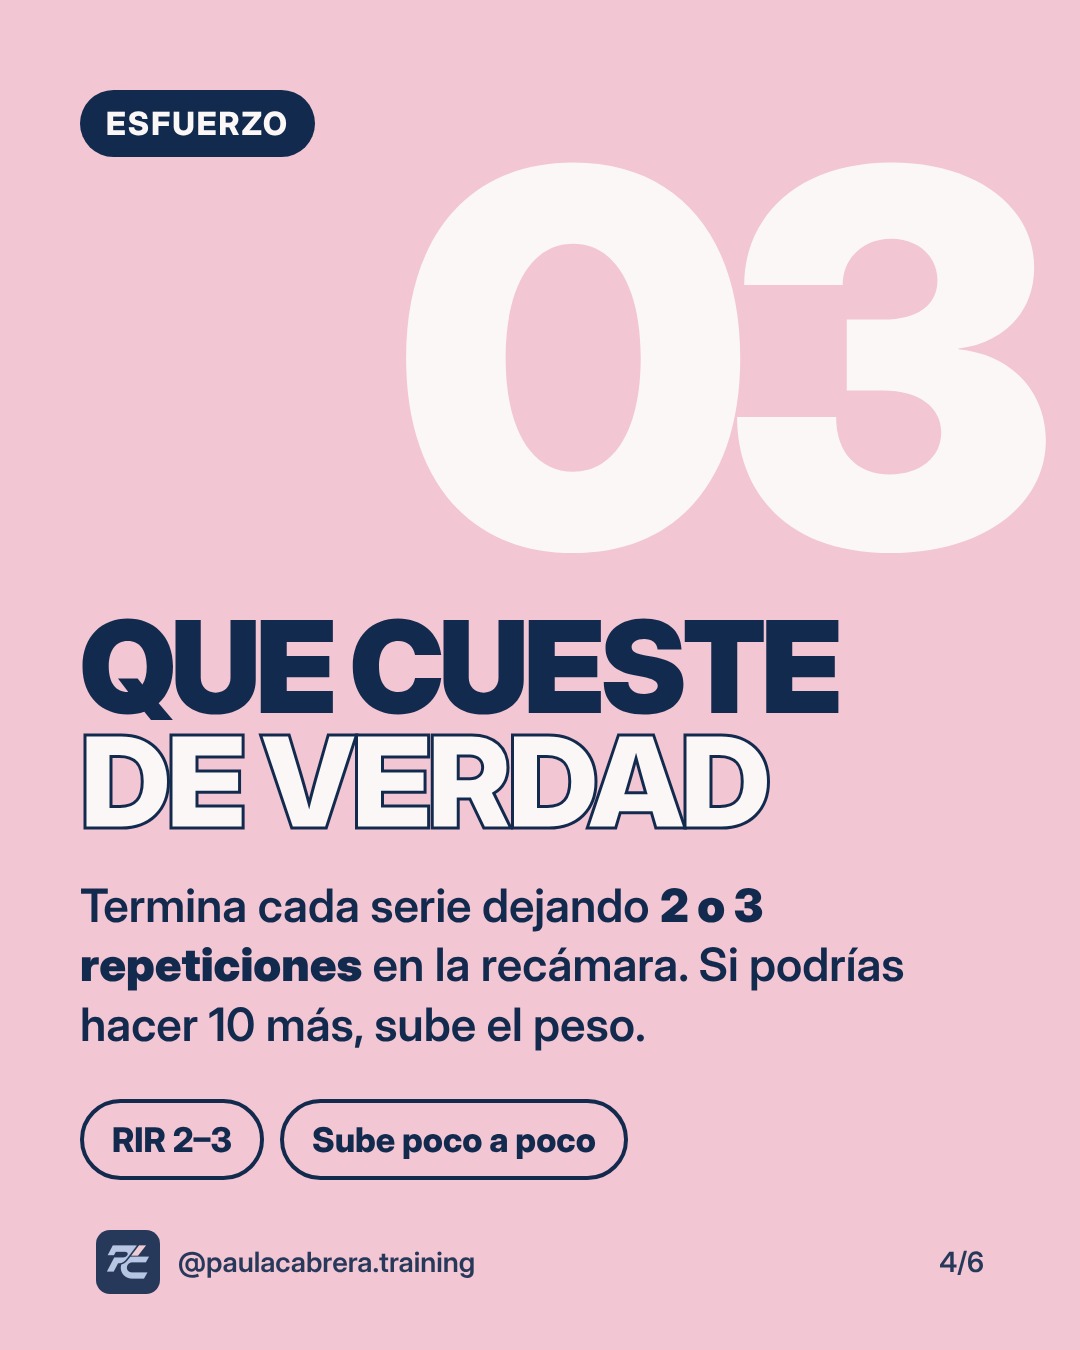 ESFUERZO
03
QUE CUESTE
DE VERDAD
Termina cada serie dejando 2 o 3
repeticiones en la recámara. Si podrías
hacer 10 más, sube el peso.
RIR 2–3
Sube poco a poco
PC
@paulacabrera.training
4/6